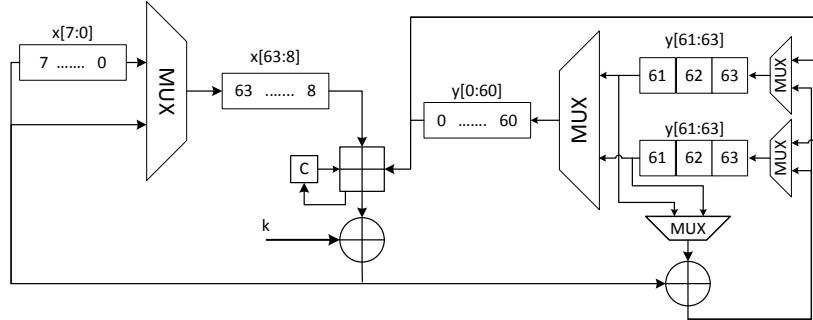 x[7:0]
7 ....... 0
MUX
x[63:8]
63 ....... 8
C
k
y[0:60]
0 ....... 60
MUX
y[61:63]
61 62 63
MUX
y[61:63]
61 62 63
MUX
MUX